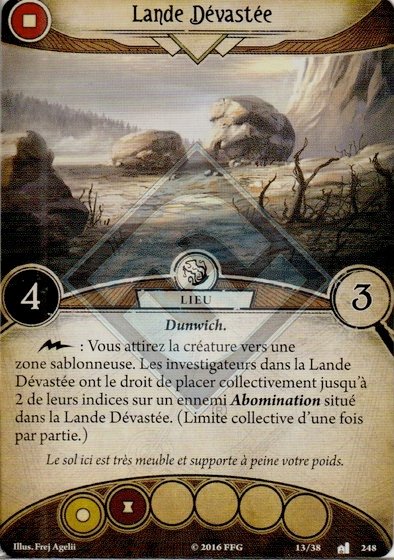 Lande Dévastée
4
LIEU
3
Dunwich.
: Vous attirez la créature vers une
zone sablonneuse. Les investigateurs dans la Lande
Dévastée ont le droit de placer collectivement jusqu'à
2 de leurs indices sur un ennemi Abomination situé
dans la Lande Dévastée. (Limite collective d'une fois
par partie.)
Le sol ici est très meuble et supporte à peine votre poids.
Illus. Frej Agelii
© 2016 FFG
13/38
248